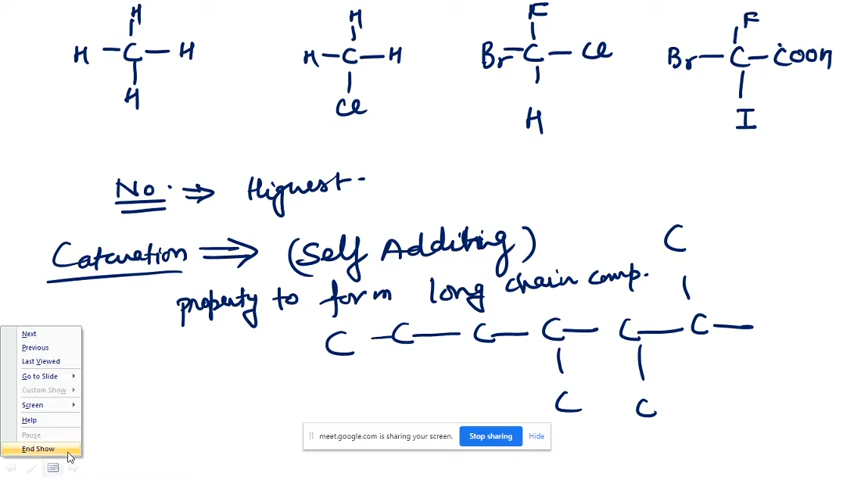 H H F F
H C H H C H Br C Cl Br C COOH
H Cl H I
No. ⇒ Highest.
Catenation ⇒ (Self Additing)
property to form long chain comp.
C
C C C C C C
C C
Next
Previous
Last Viewed
Go to Slide
Custom Show
Screen
Help
Pause
End Show
meet.google.com is sharing your screen. Stop sharing Hide